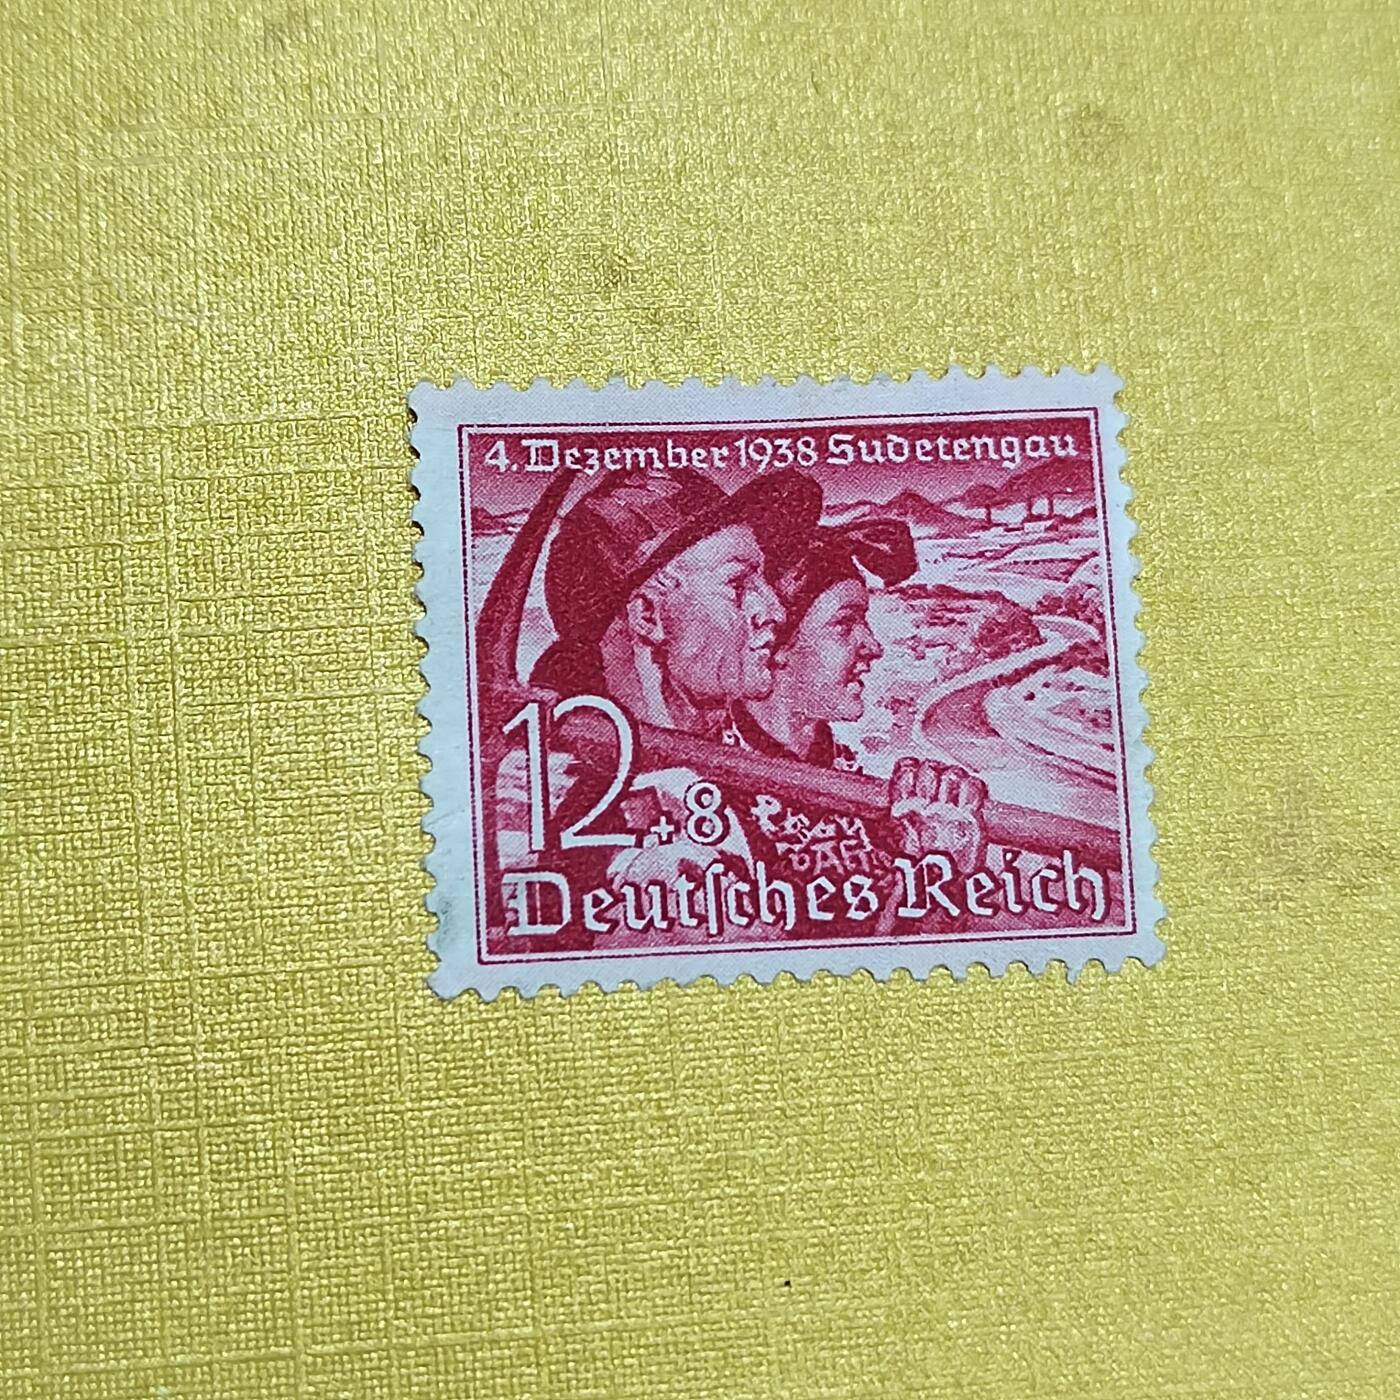 4. Dezember 1938 Sudetengau
12+8
Deutsches Reich